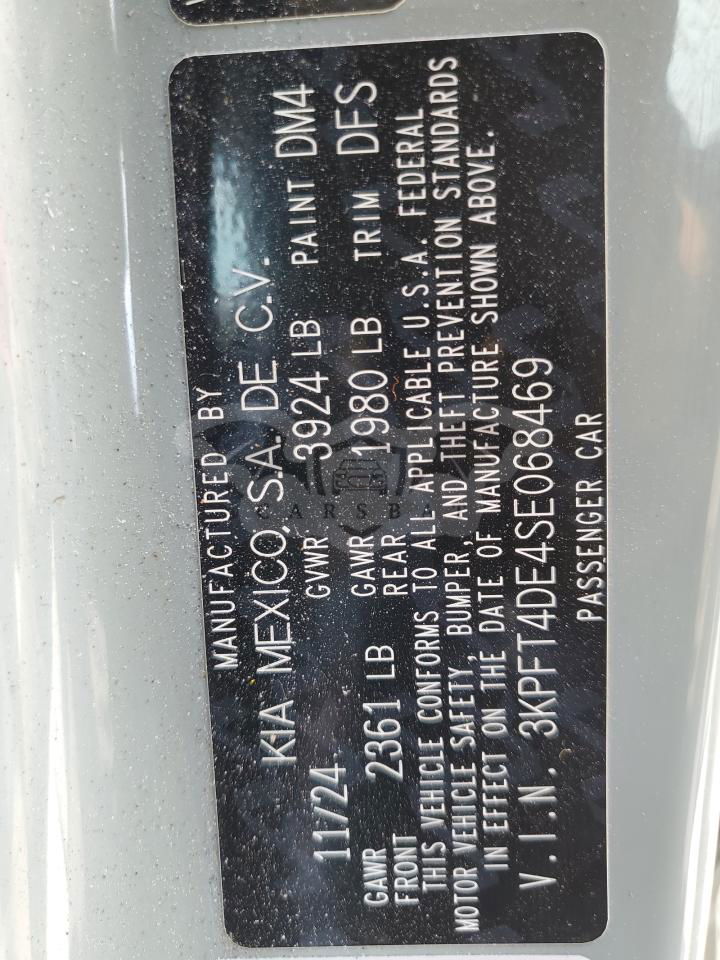 MANUFACTURED BY
KIA MEXICO, S.A. DE C.V.
11/24 GVWR 3924 LB PAINT DM4
GAWR FRONT 2361 LB GAWR REAR 1980 LB TRIM DFS
THIS VEHICLE CONFORMS TO ALL APPLICABLE U.S.A. FEDERAL
MOTOR VEHICLE SAFETY, BUMPER, AND THEFT PREVENTION STANDARDS
IN EFFECT ON THE DATE OF MANUFACTURE SHOWN ABOVE.
V.I.N. 3KPFT4DE4SE068469
PASSENGER CAR